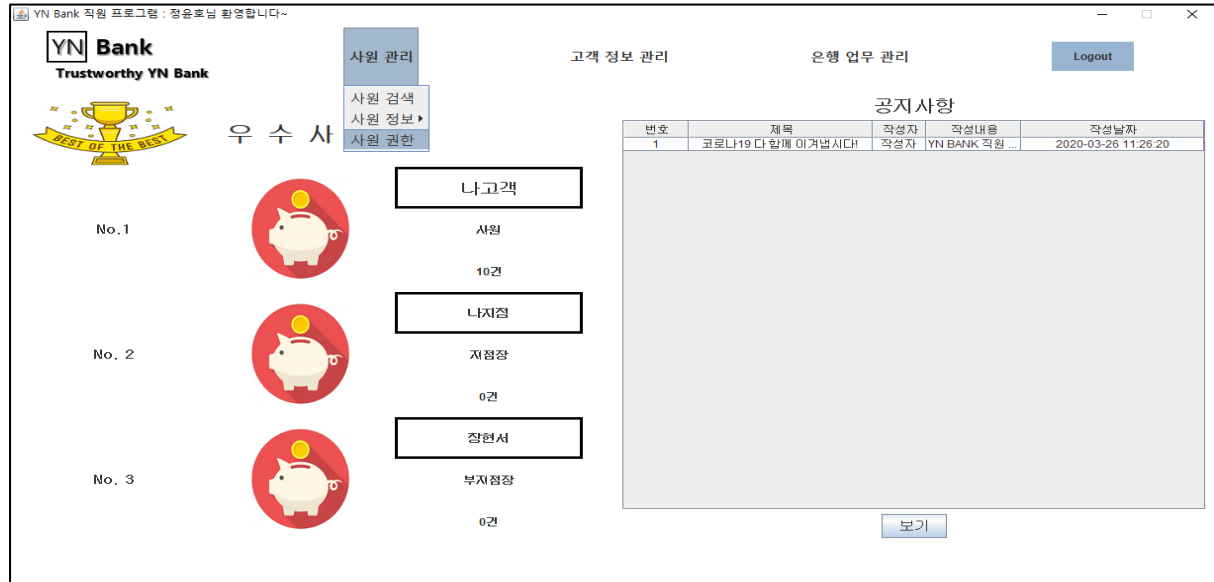 YN Bank 직원 프로그램 : 정윤호님 환영합니다~
YN Bank
Trustworthy YN Bank
사원 관리
고객 정보 관리
은행 업무 관리
Logout
사원 검색
사원 정보
사원 권한
BEST OF THE BEST
우 수 사
No.1
나고객
사원
10건
No. 2
나지점
지점장
0건
No. 3
장현서
부지점장
0건
공지사항
번호 제목 작성자 작성내용 작성날짜
1 코로나19 다 함께 이겨냅시다! 작성자 YN BANK 직원 ... 2020-03-26 11:26:20
보기